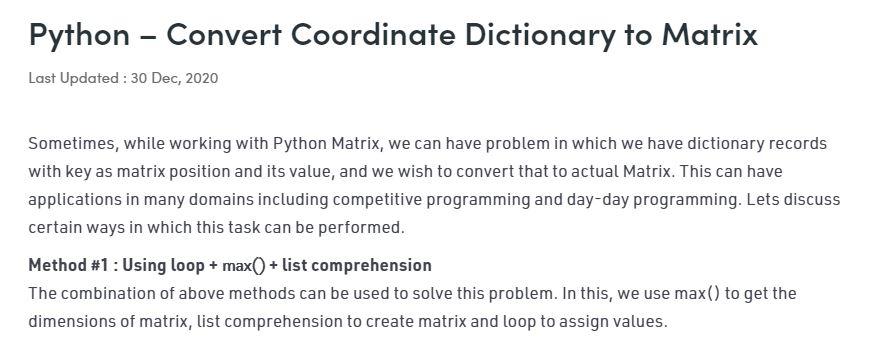 Python – Convert Coordinate Dictionary to Matrix
Last Updated : 30 Dec, 2020
Sometimes, while working with Python Matrix, we can have problem in which we have dictionary records
with key as matrix position and its value, and we wish to convert that to actual Matrix. This can have
applications in many domains including competitive programming and day-day programming. Lets discuss
certain ways in which this task can be performed.
Method #1 : Using loop + max() + list comprehension
The combination of above methods can be used to solve this problem. In this, we use max() to get the
dimensions of matrix, list comprehension to create matrix and loop to assign values.